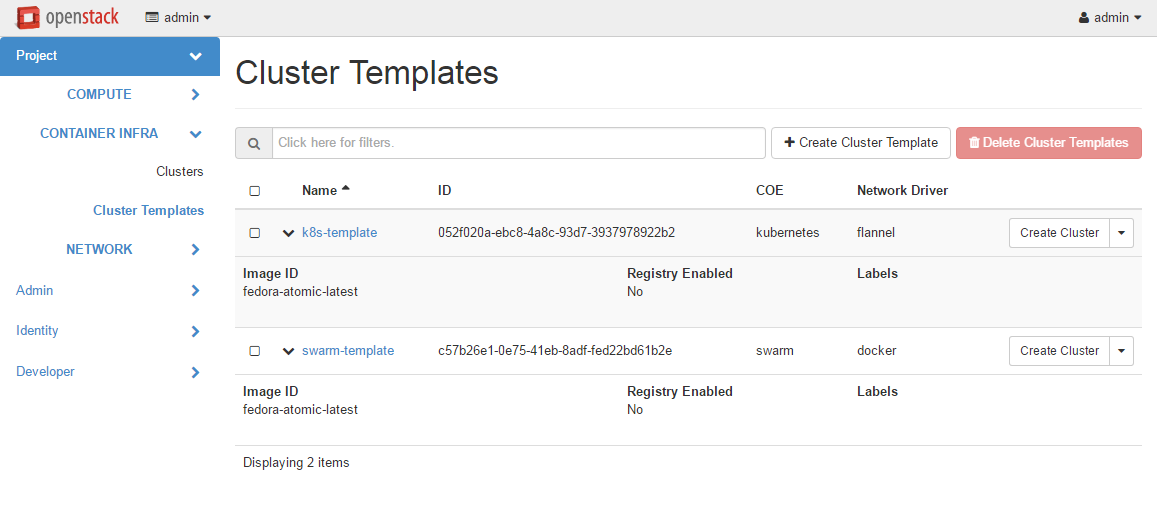 openstack admin admin
Project
COMPUTE
CONTAINER INFRA
Clusters
Cluster Templates
NETWORK
Admin
Identity
Developer
Cluster Templates
Click here for filters. Create Cluster Template Delete Cluster Templates
Name ID COE Network Driver
k8s-template 052f020a-ebc8-4a8c-93d7-3937978922b2 kubernetes flannel Create Cluster
Image ID Registry Enabled Labels
fedora-atomic-latest No
swarm-template c57b26e1-0e75-41eb-8adf-fed22bd61b2e swarm docker Create Cluster
Image ID Registry Enabled Labels
fedora-atomic-latest No
Displaying 2 items